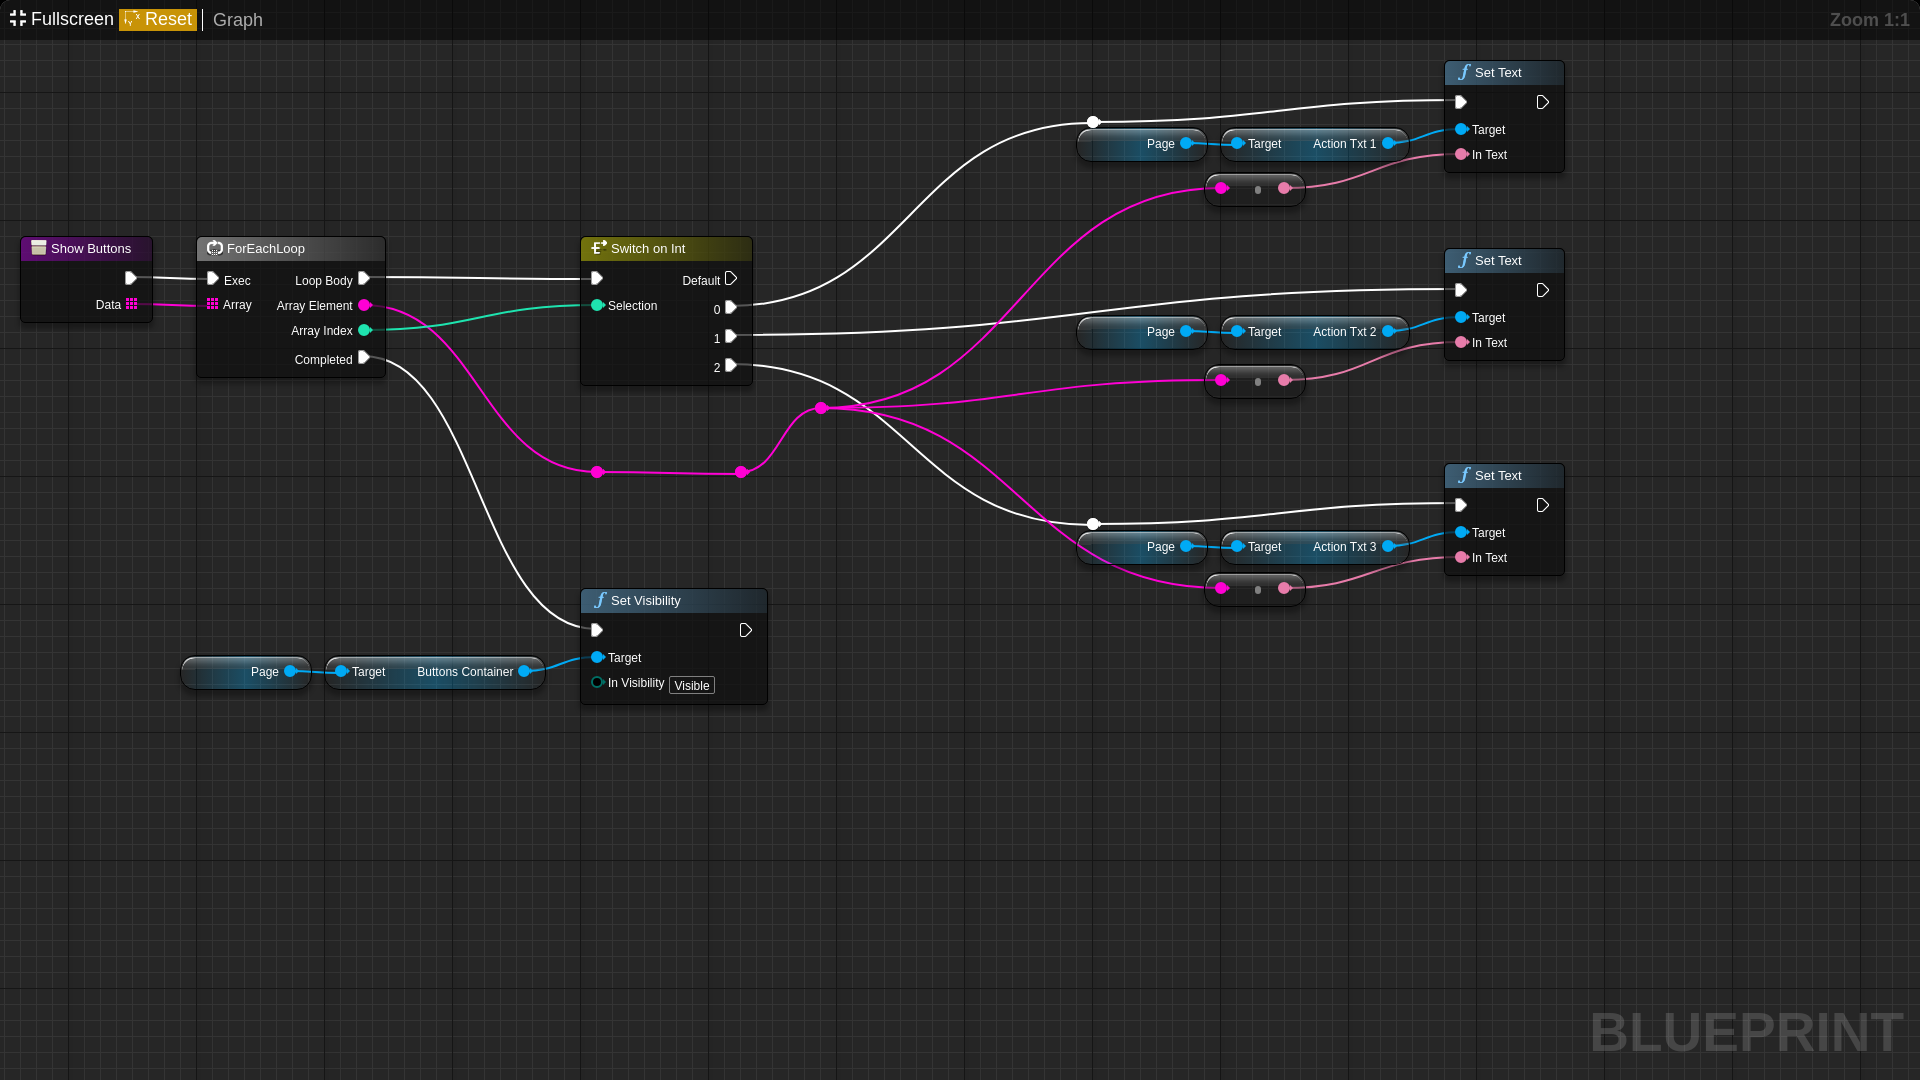 Fullscreen Reset Graph Zoom 1:1
Set Text
Target
In Text
Page Target Action Txt 1
Show Buttons
Data
ForEachLoop
Exec Loop Body
Array Array Element
Array Index
Completed
Switch on Int
Default
Selection
0
1
2
Set Text
Target
In Text
Page Target Action Txt 2
Set Text
Target
In Text
Page Target Action Txt 3
Set Visibility
Target
In Visibility Visible
Page Target Buttons Container
BLUEPRINT